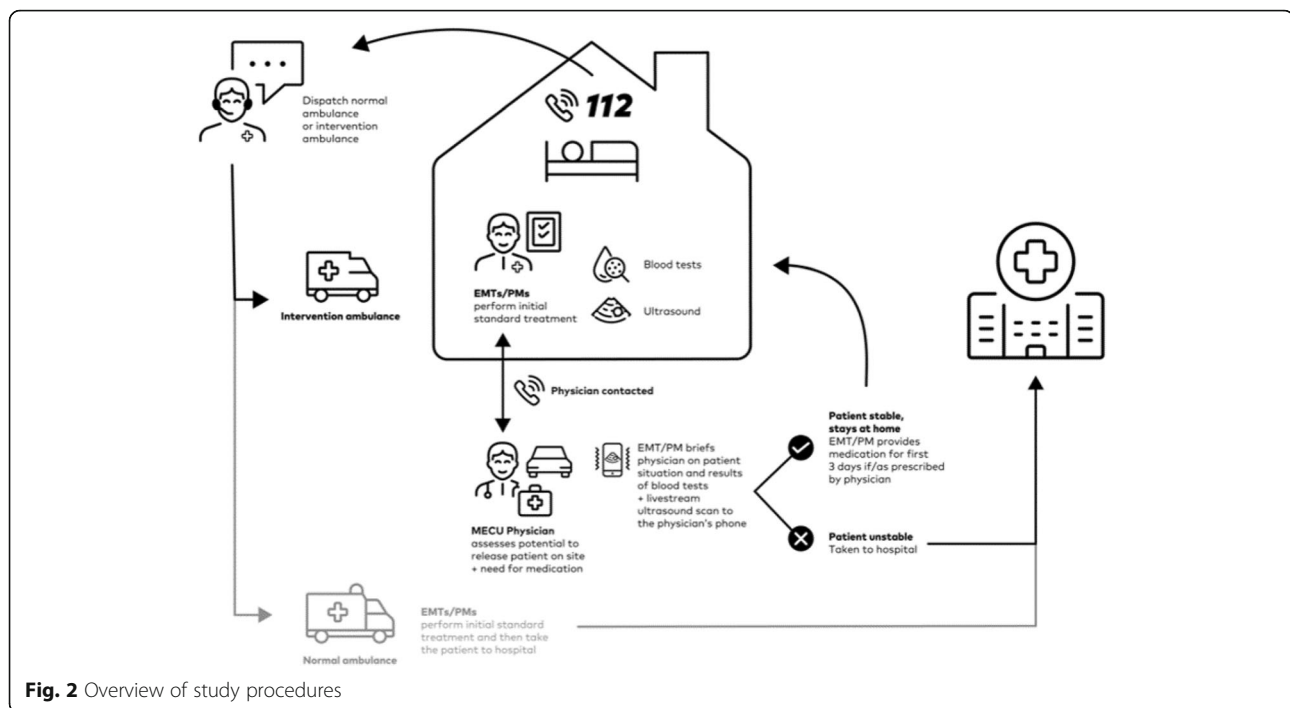 Dispatch normal
ambulance
or intervention
ambulance
112
EMTs/PMs
perform initial
standard treatment
Blood tests
Ultrasound
Intervention ambulance
Physician contacted
MECU Physician
assesses potential to
release patient on site
+ need for medication
EMT/PM briefs
physician on patient
situation and results
of blood tests
+ livestream
ultrasound scan to
the physician's phone
Patient stable,
stays at home
EMT/PM provides
medication for first
3 days if/as prescribed
by physician
Patient unstable
Taken to hospital
Normal ambulance
EMTs/PMs
perform initial standard
treatment and then take
the patient to hospital
Fig. 2 Overview of study procedures